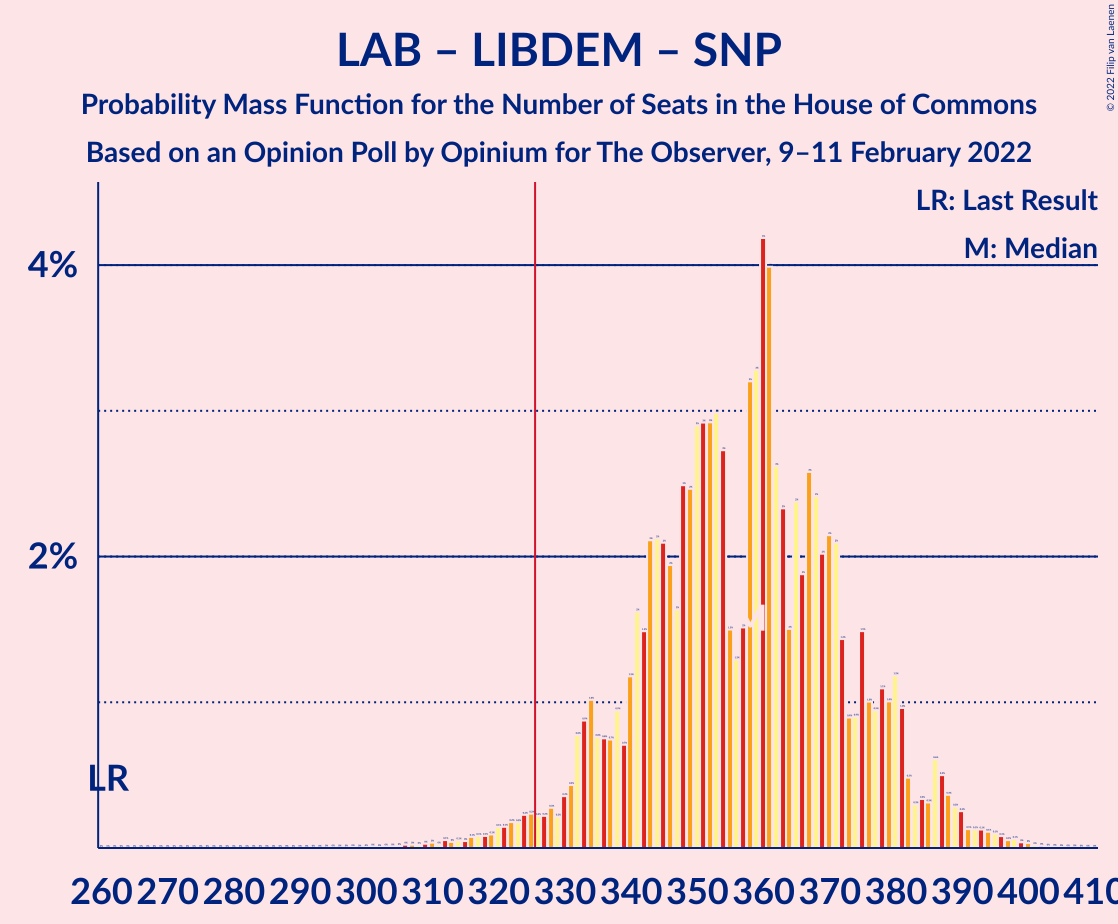 LAB – LIBDEM – SNP
© 2022 Filip van Laenen
Probability Mass Function for the Number of Seats in the House of Commons
Based on an Opinion Poll by Opinium for The Observer, 9–11 February 2022
LR: Last Result
M: Median
4%
2%
LR
260 270 280 290 300 310 320 330 340 350 360 370 380 390 400 410